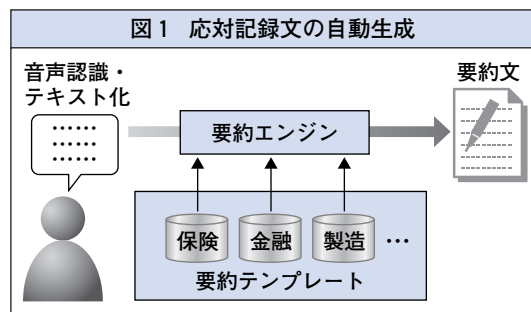 図1 応対記録文の自動生成
音声認識・
テキスト化
……
……
……
要約エンジン
要約文
保険
金融
製造
…
要約テンプレート